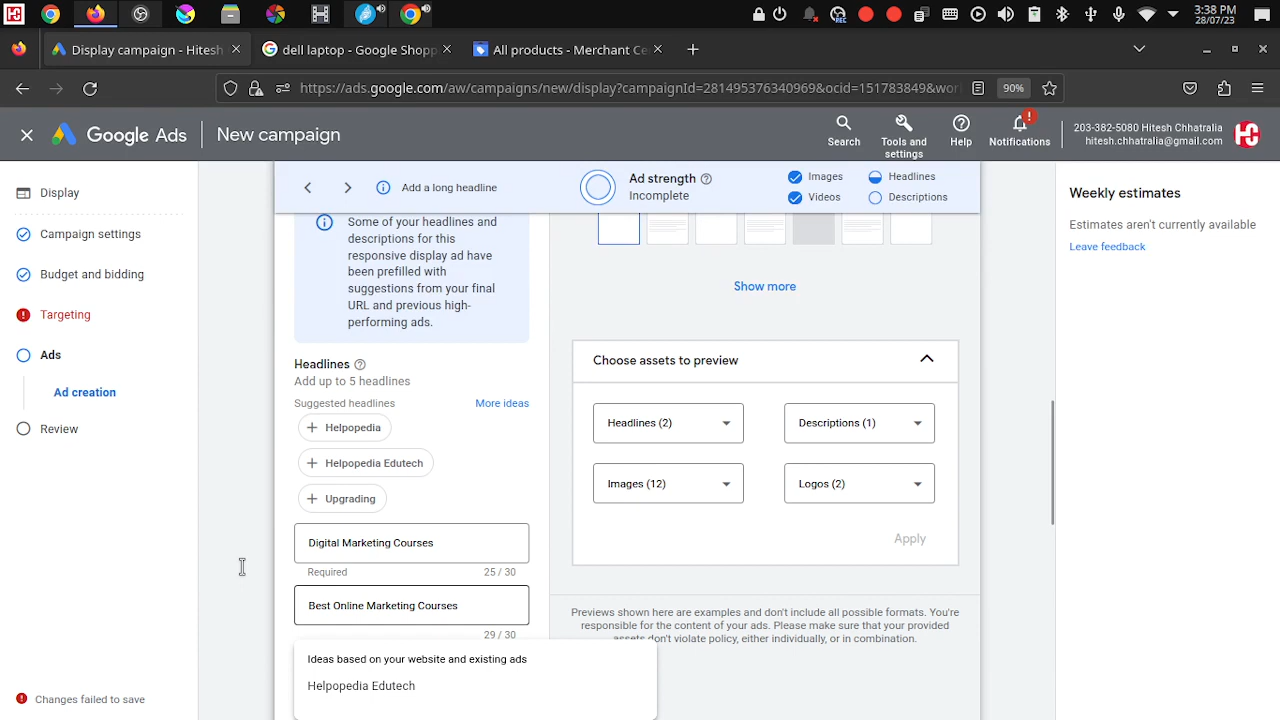 3:38 PM
28/07/23
Display campaign - Hitesh
dell laptop - Google Shopp
All products - Merchant Ce
https://ads.google.com/aw/campaigns/new/display?campaignId=281495376340969&ocid=151783849&wor
90%
Google Ads
New campaign
Search
Tools and settings
Help
Notifications
203-382-5080 Hitesh Chhatralia
hitesh.chhatralia@gmail.com
Display
Campaign settings
Budget and bidding
Targeting
Ads
Ad creation
Review
Changes failed to save
Add a long headline
Ad strength
Incomplete
Images
Headlines
Videos
Descriptions
Some of your headlines and
descriptions for this
responsive display ad have
been prefilled with
suggestions from your final
URL and previous high-
performing ads.
Headlines
Add up to 5 headlines
Suggested headlines
More ideas
Helpopedia
Helpopedia Edutech
Upgrading
Digital Marketing Courses
Required
25 / 30
Best Online Marketing Courses
29 / 30
Ideas based on your website and existing ads
Helpopedia Edutech
Show more
Choose assets to preview
Headlines (2)
Descriptions (1)
Images (12)
Logos (2)
Apply
Previews shown here are examples and don't include all possible formats. You're
responsible for the content of your ads. Please make sure that your provided
assets don't violate policy, either individually, or in combination.
Weekly estimates
Estimates aren't currently available
Leave feedback